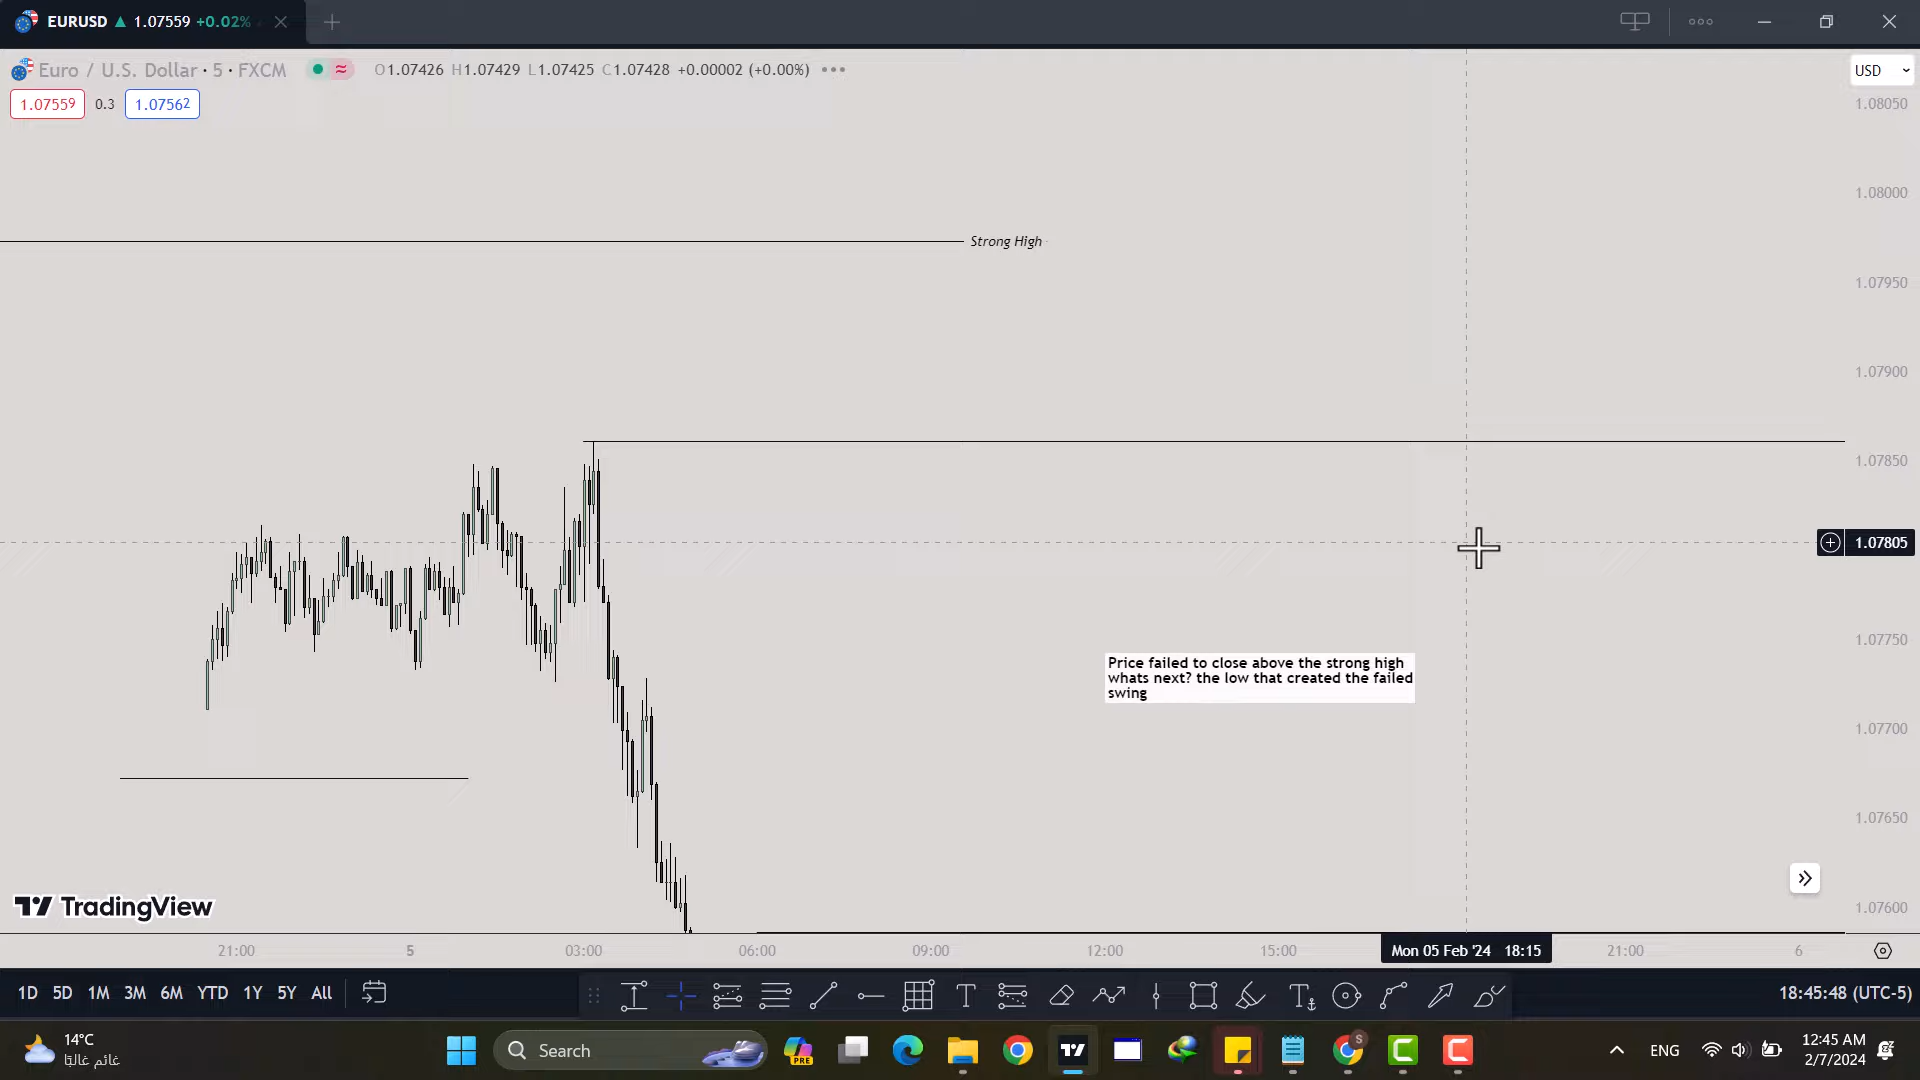 EURUSD ▲ 1.07559 +0.02%
Euro / U.S. Dollar · 5 · FXCM
O1.07426 H1.07429 L1.07425 C1.07428 +0.00002 (+0.00%)
USD
1.07559 0.3 1.07562
1.08050
1.08000
Strong High
1.07950
1.07900
1.07850
1.07805
Price failed to close above the strong high
whats next? the low that created the failed
swing
1.07750
1.07700
1.07650
1.07600
TradingView
21:00 5 03:00 06:00 09:00 12:00 15:00 Mon 05 Feb '24 18:15 21:00 6
1D 5D 1M 3M 6M YTD 1Y 5Y All
18:45:48 (UTC-5)
14°C
غائم غالبًا
Search
PRE
S
ENG
12:45 AM
2/7/2024